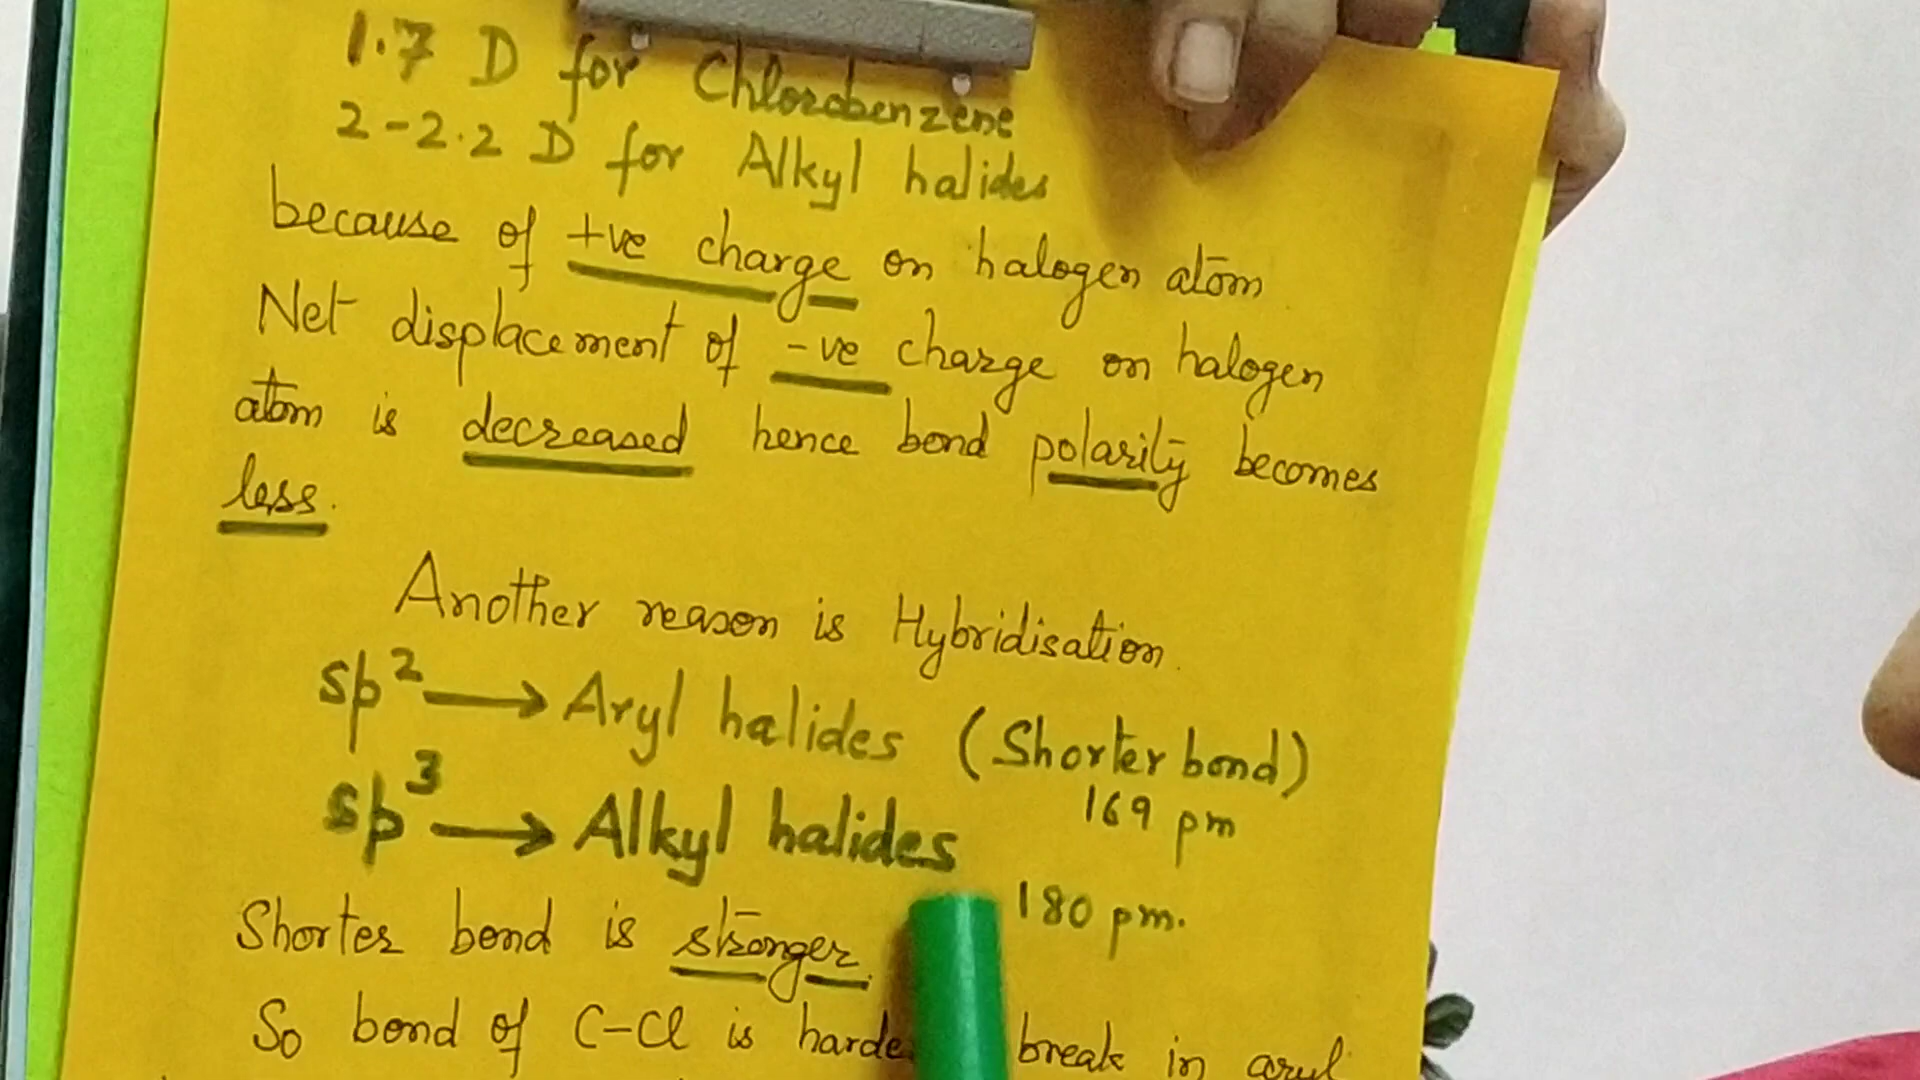 1.7 D for Chlorobenzene
2-2.2 D for Alkyl halides
because of +ve charge on halogen atom
Net displacement of -ve charge on halogen
atom is decreased hence bond polarity becomes
less.
Another reason is Hybridisation.
sp² → Aryl halides (Shorter bond)
169 pm
sp³ → Alkyl halides
180 pm.
Shorter bond is stronger.
So bond of C-Cl is harde break in aryl